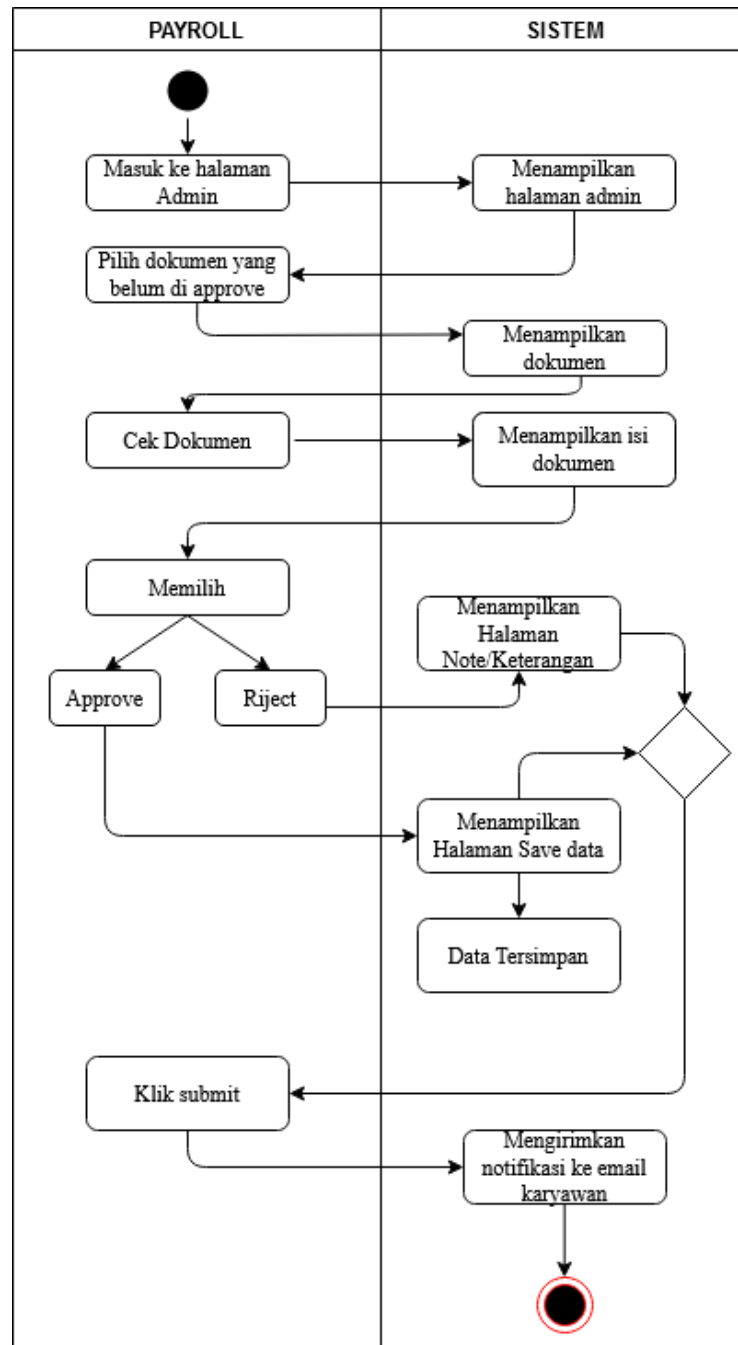 PAYROLL
SISTEM
Masuk ke halaman
Admin
Menampilkan
halaman admin
Pilih dokumen yang
belum di approve
Menampilkan
dokumen
Cek Dokumen
Menampilkan isi
dokumen
Memilih
Menampilkan
Halaman
Note/Keterangan
Approve
Riject
Menampilkan
Halaman Save data
Data Tersimpan
Klik submit
Mengirimkan
notifikasi ke email
karyawan